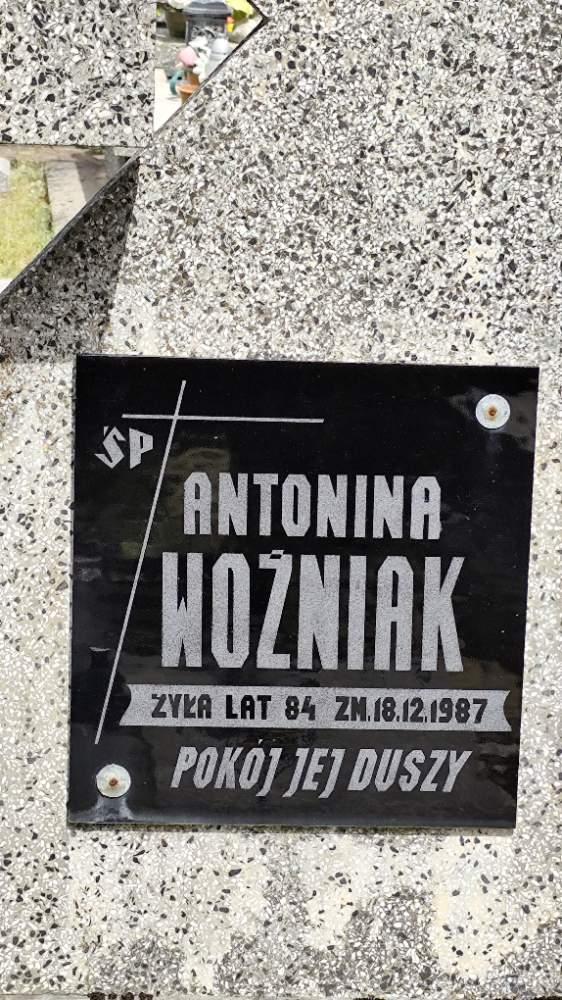 ŚP
ANTONINA
WOŹNIAK
ŻYŁA LAT 84 ZM.18.12.1987
POKÓJ JEJ DUSZY